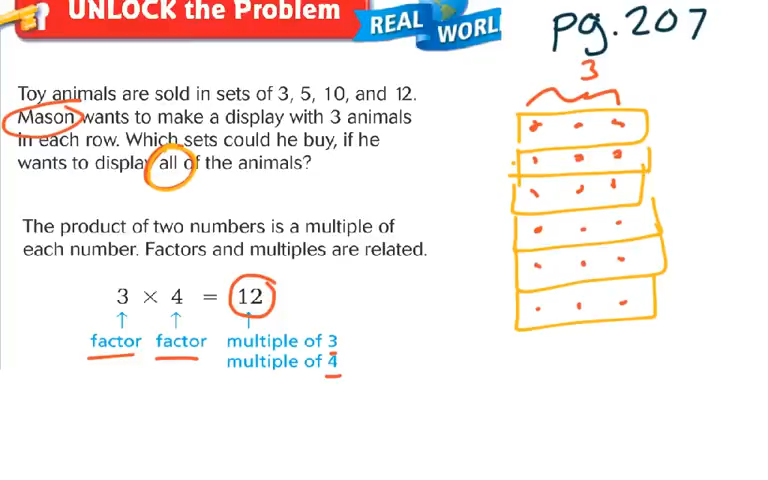 UNLOCK the Problem
REAL
WORL
pg. 207
Toy animals are sold in sets of 3, 5, 10, and 12.
Mason wants to make a display with 3 animals
in each row. Which sets could he buy, if he
wants to display all of the animals?
3
The product of two numbers is a multiple of
each number. Factors and multiples are related.
3 × 4 = 12
↑ ↑ ↑
factor factor multiple of 3
multiple of 4